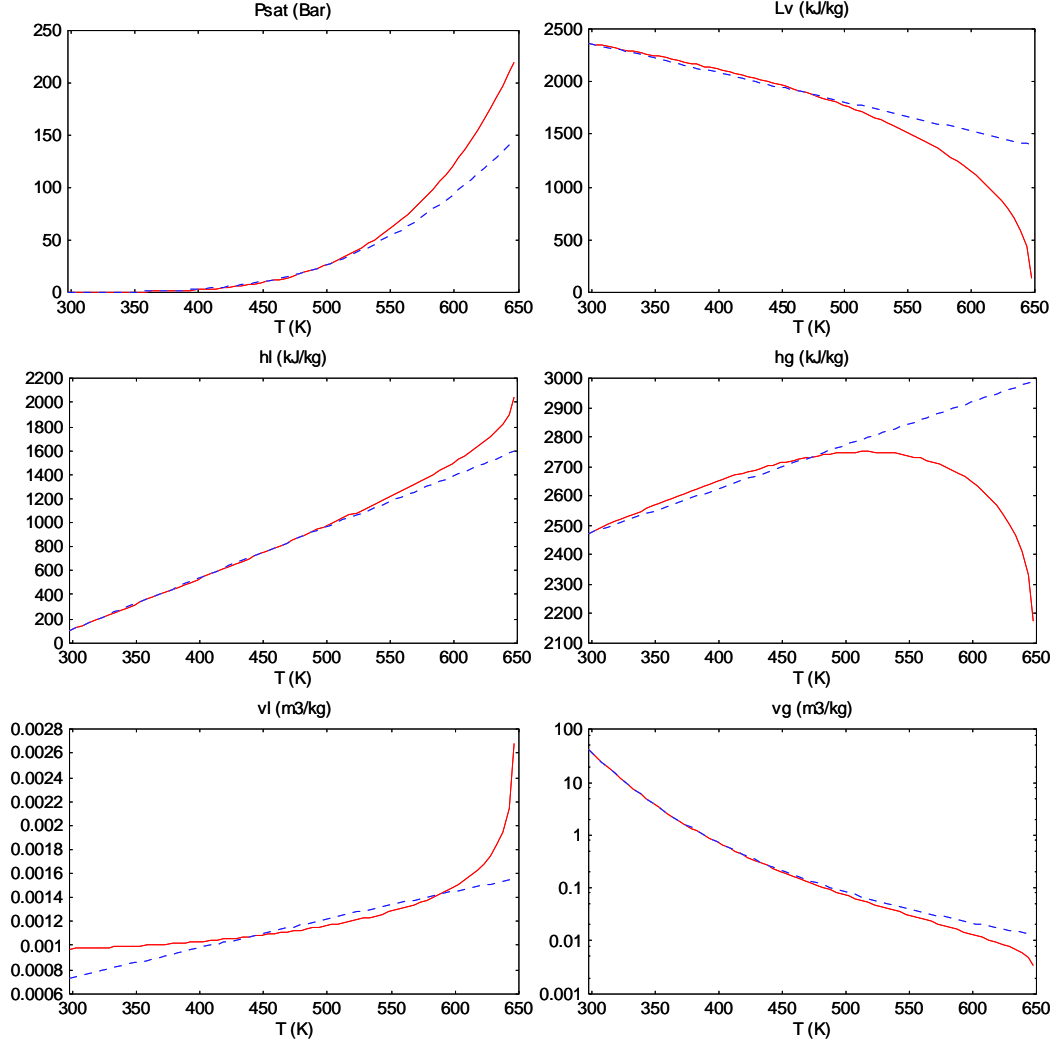 Psat (Bar)
250
200
150
100
50
0
300 350 400 450 500 550 600 650
T (K)
Lv (kJ/kg)
2500
2000
1500
1000
500
0
300 350 400 450 500 550 600 650
T (K)
hl (kJ/kg)
2200
2000
1800
1600
1400
1200
1000
800
600
400
200
0
300 350 400 450 500 550 600 650
T (K)
hg (kJ/kg)
3000
2900
2800
2700
2600
2500
2400
2300
2200
2100
300 350 400 450 500 550 600 650
T (K)
vl (m3/kg)
0.0028
0.0026
0.0024
0.0022
0.002
0.0018
0.0016
0.0014
0.0012
0.001
0.0008
0.0006
300 350 400 450 500 550 600 650
T (K)
vg (m3/kg)
100
10
1
0.1
0.01
0.001
300 350 400 450 500 550 600 650
T (K)